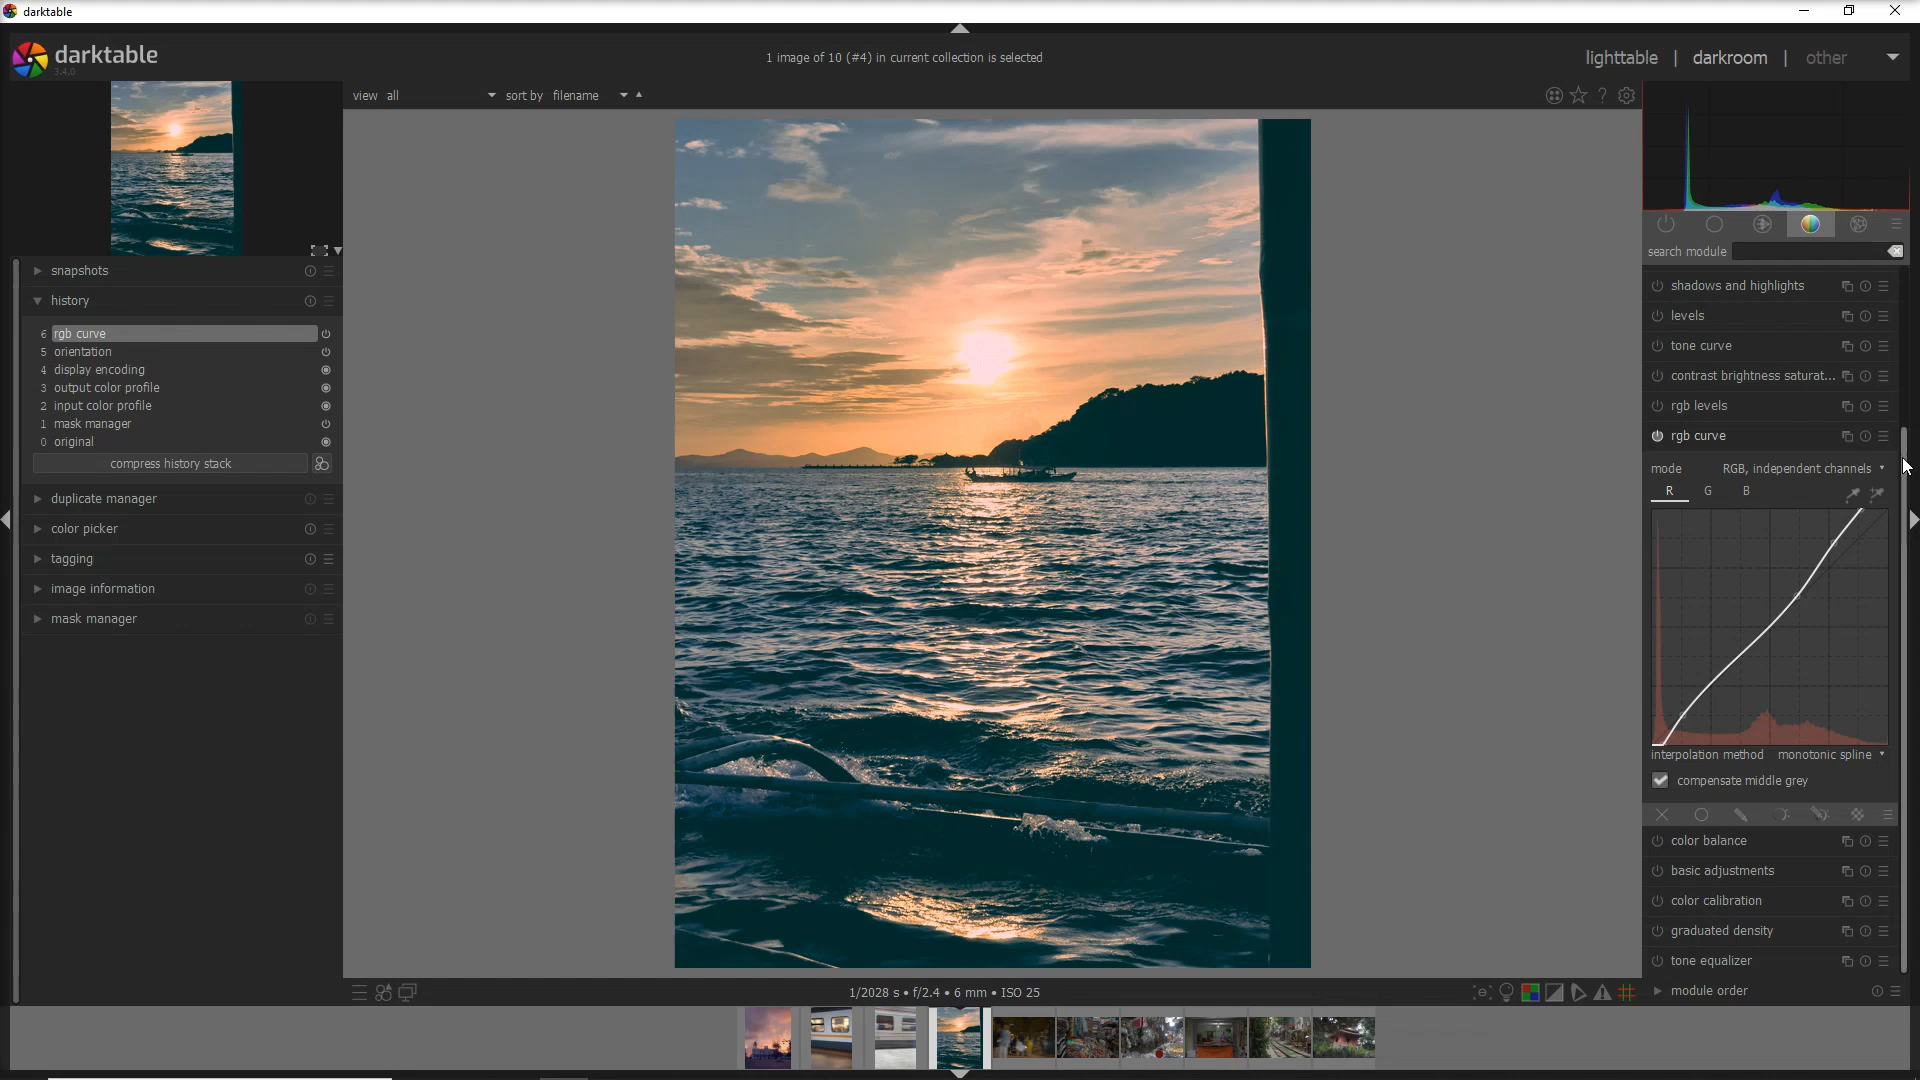 darktable
darktable
3.4.0
1 image of 10 (#4) in current collection is selected
lighttable | darkroom | other
view all sort by filename
search module
snapshots
history
6 rgb curve
5 orientation
4 display encoding
3 output color profile
2 input color profile
1 mask manager
0 original
compress history stack
duplicate manager
color picker
tagging
image information
mask manager
shadows and highlights
levels
tone curve
contrast brightness saturat...
rgb levels
rgb curve
mode RGB, independent channels
R G B
interpolation method monotonic spline
compensate middle grey
color balance
basic adjustments
color calibration
graduated density
tone equalizer
module order
1/2028 s • f/2.4 • 6 mm • ISO 25